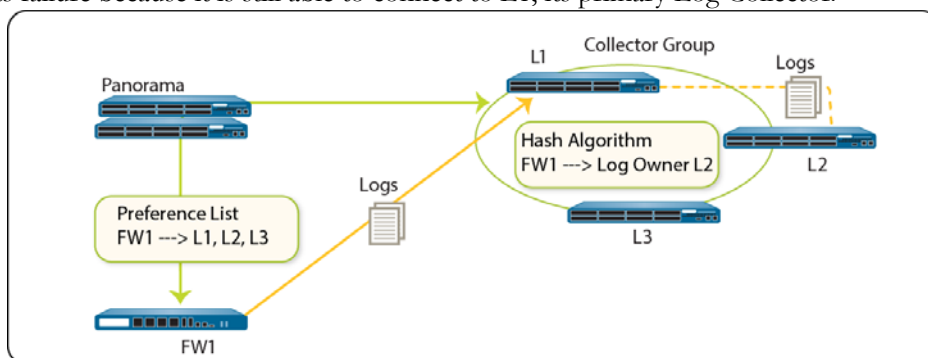 failure because it is still able to connect to L1, its primary Log Collector.
Collector Group
L1
Panorama
Logs
Hash Algorithm
FW1 ---> Log Owner L2
L2
Logs
Preference List
FW1 ---> L1, L2, L3
L3
FW1